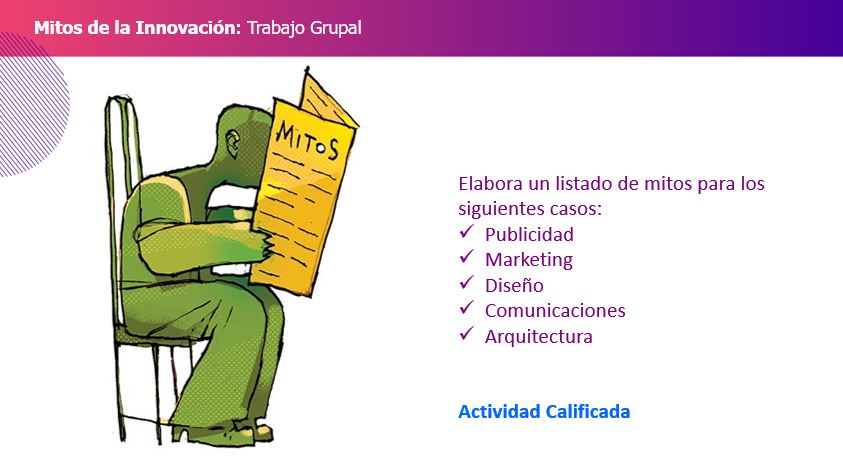 Mitos de la Innovación: Trabajo Grupal
MiToS
Elabora un listado de mitos para los
siguientes casos:
✓ Publicidad
✓ Marketing
✓ Diseño
✓ Comunicaciones
✓ Arquitectura
Actividad Calificada